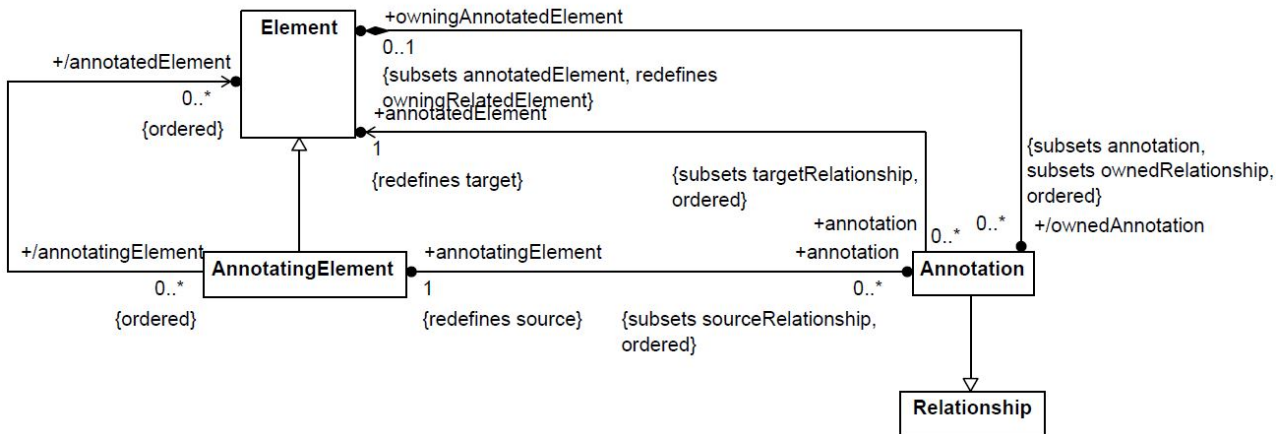 Element
+owningAnnotatedElement
0..1
{subsets annotatedElement, redefines
owningRelatedElement}
+/annotatedElement
0..*
{ordered}
+annotatedElement
1
{redefines target}
{subsets annotation,
subsets ownedRelationship,
ordered}
{subsets targetRelationship,
ordered}
+annotation
0..*
0..*
+/ownedAnnotation
+/annotatingElement
0..*
{ordered}
AnnotatingElement
+annotatingElement
1
{redefines source}
+annotation
0..*
{subsets sourceRelationship,
ordered}
Annotation
Relationship